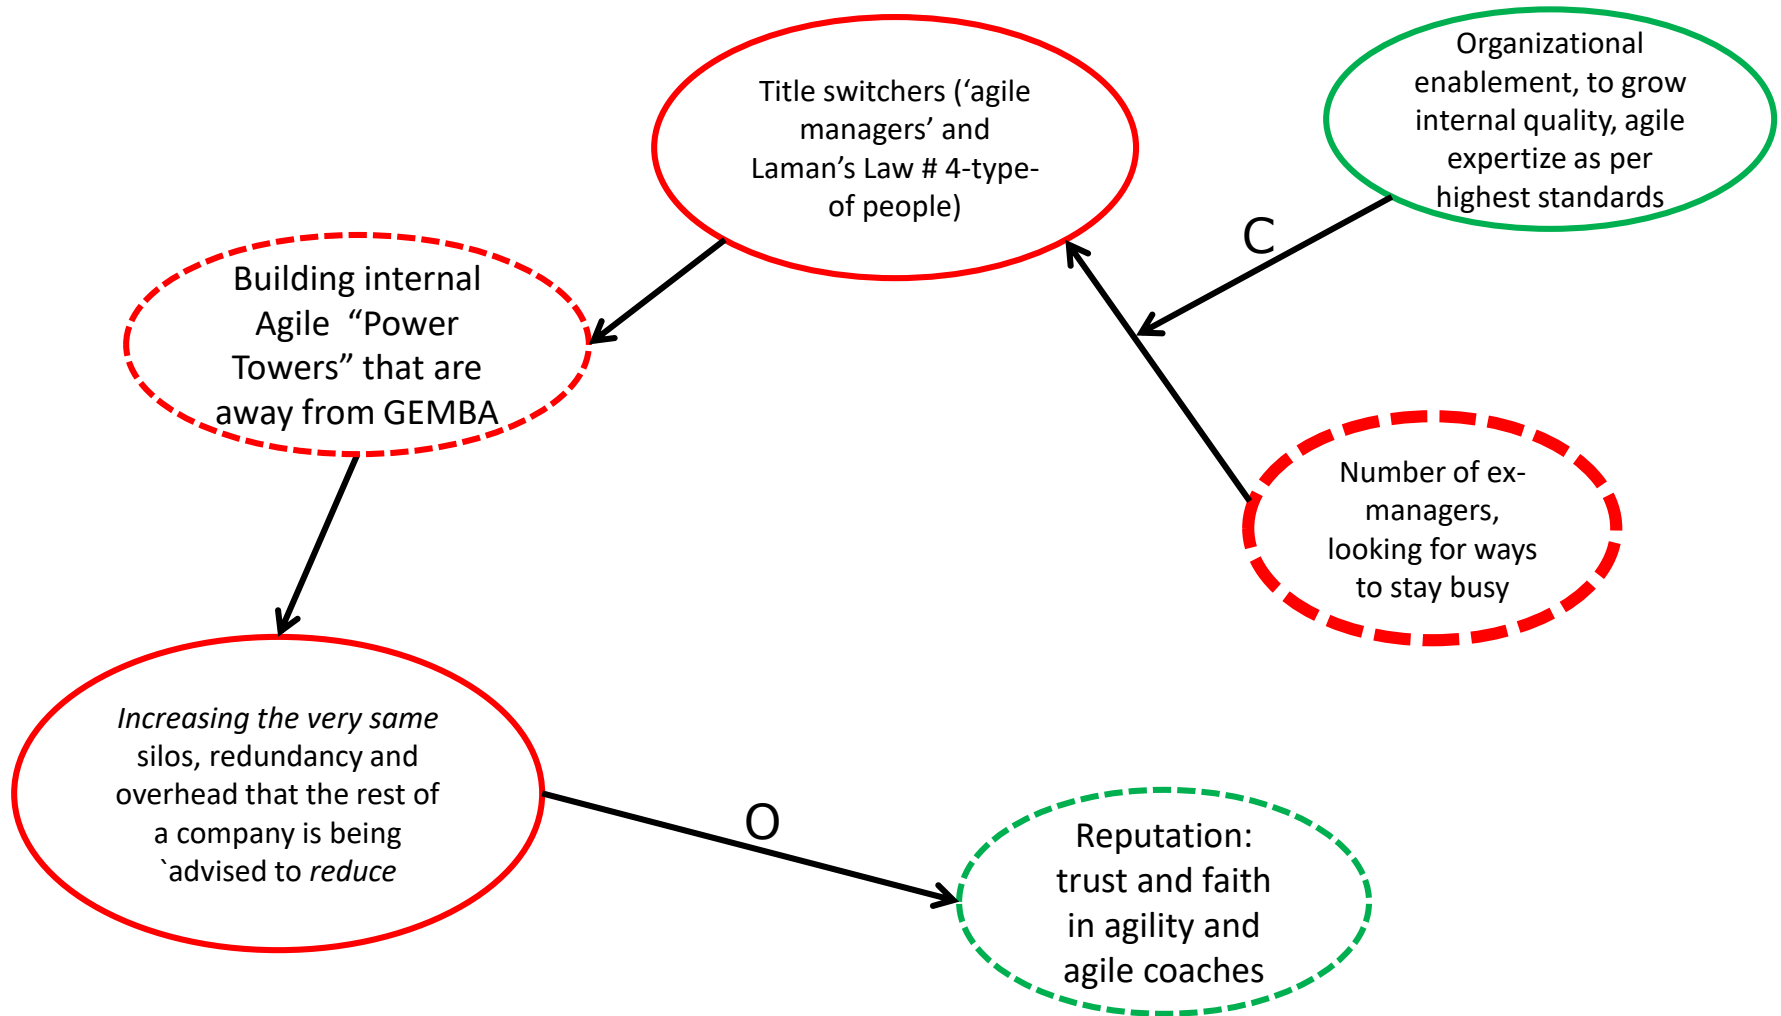 Title switchers (‘agile
managers’ and
Laman’s Law # 4-type-
of people)
Organizational
enablement, to grow
internal quality, agile
expertize as per
highest standards
C
Building internal
Agile “Power
Towers” that are
away from GEMBA
Number of ex-
managers,
looking for ways
to stay busy
Increasing the very same
silos, redundancy and
overhead that the rest of
a company is being
`advised to reduce
O
Reputation:
trust and faith
in agility and
agile coaches